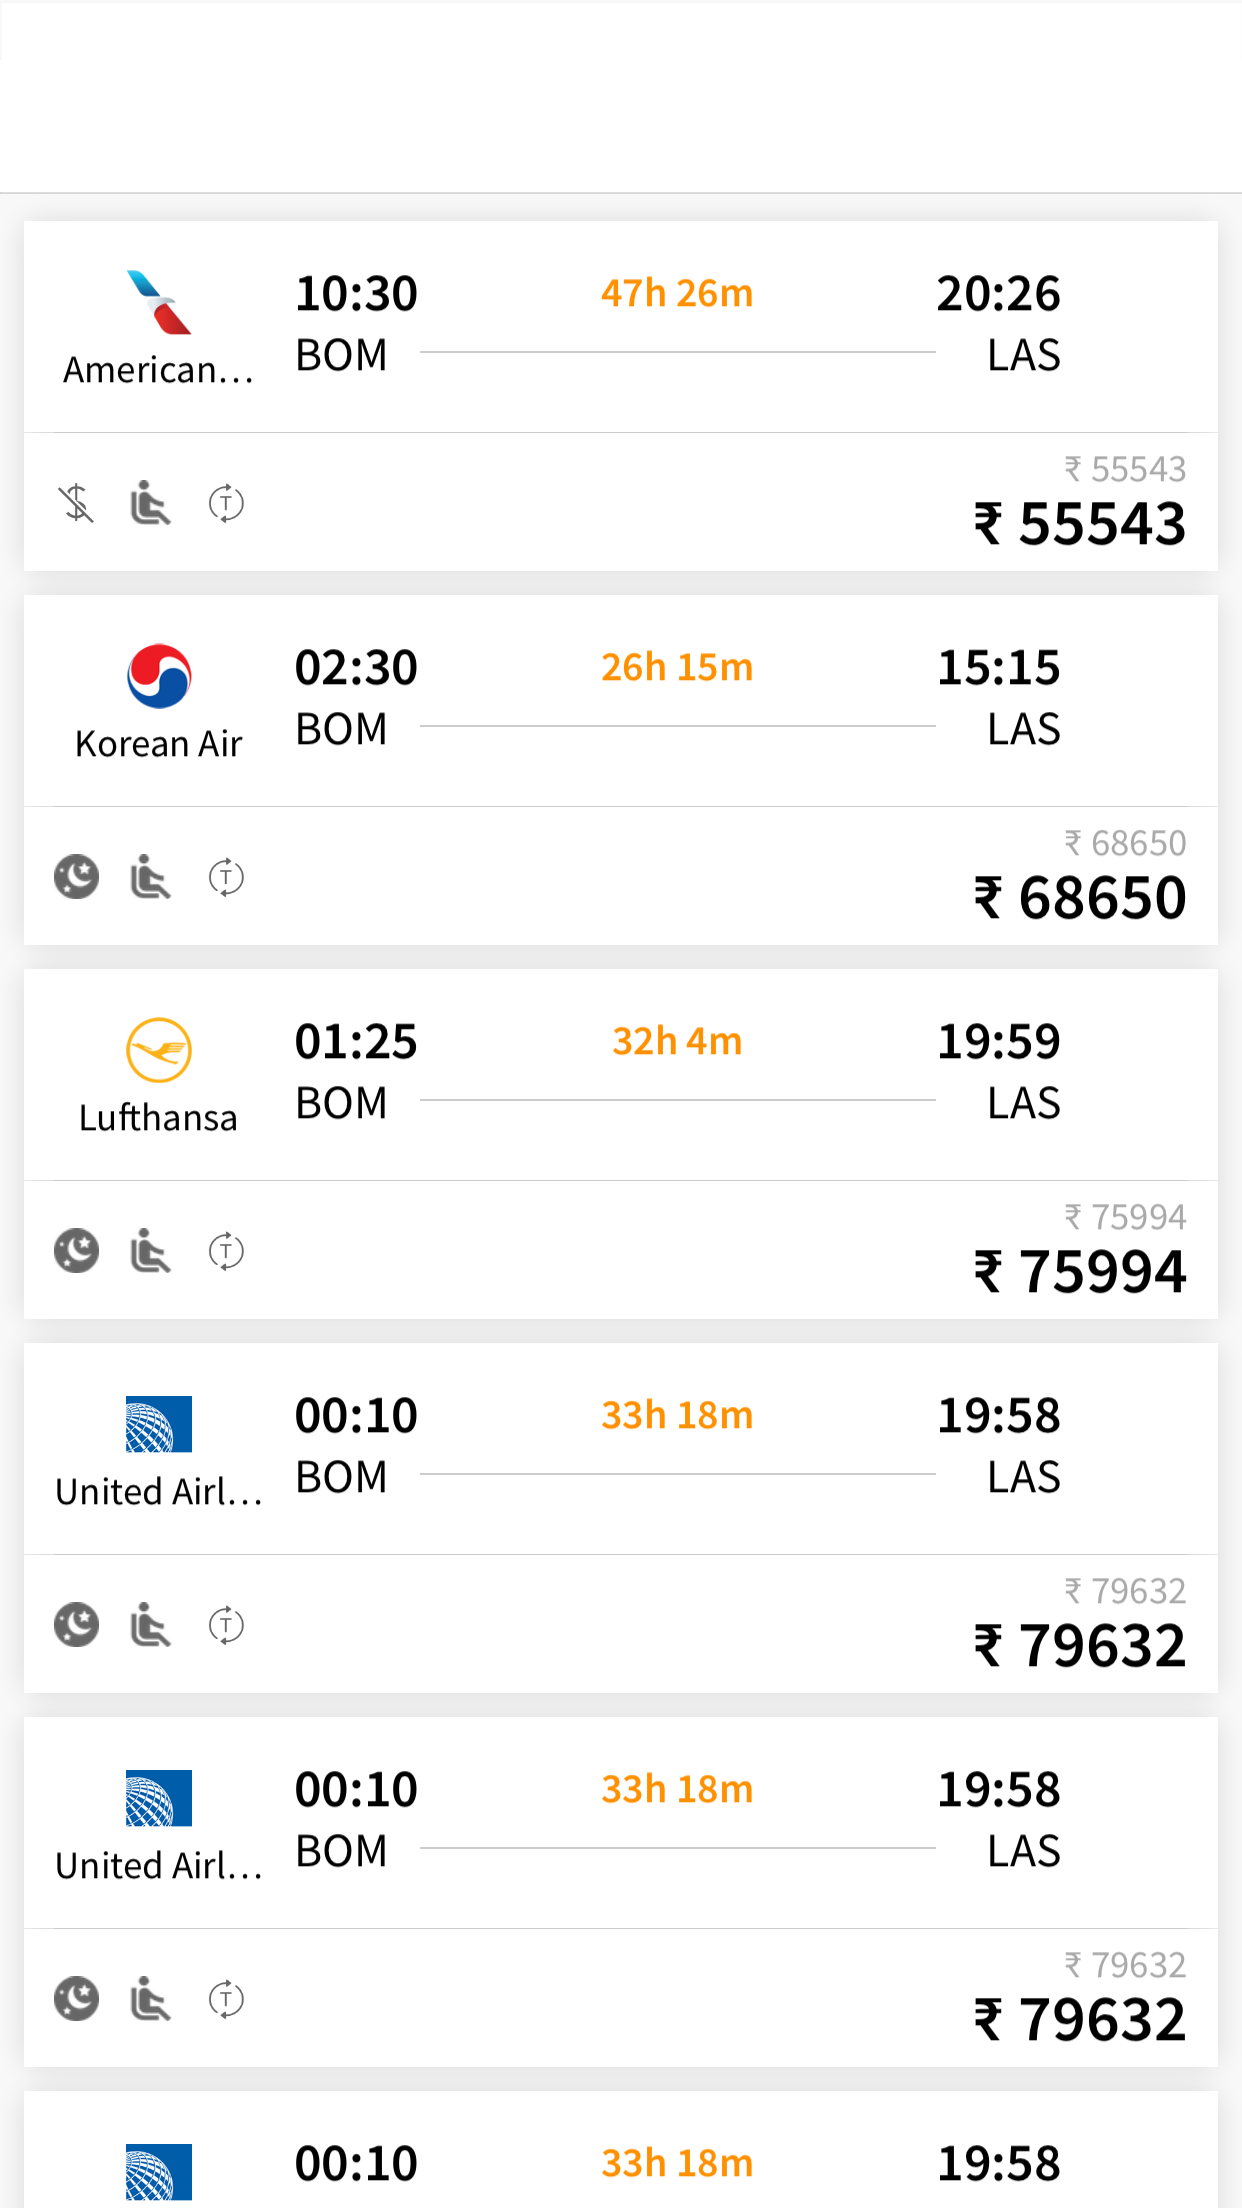 10:30 47h 26m 20:26
American... BOM LAS
₹ 55543
₹ 55543
02:30 26h 15m 15:15
Korean Air BOM LAS
₹ 68650
₹ 68650
01:25 32h 4m 19:59
Lufthansa BOM LAS
₹ 75994
₹ 75994
00:10 33h 18m 19:58
United Airl... BOM LAS
₹ 79632
₹ 79632
00:10 33h 18m 19:58
United Airl... BOM LAS
₹ 79632
₹ 79632
00:10 33h 18m 19:58